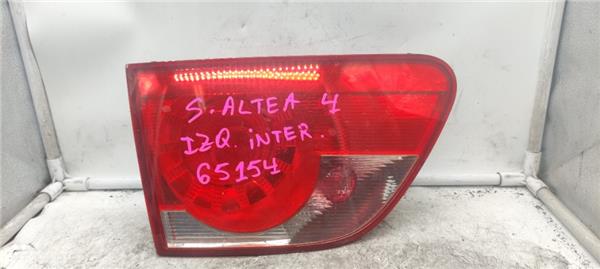 S. ALTEA 4
IZQ. iNTER.
65154